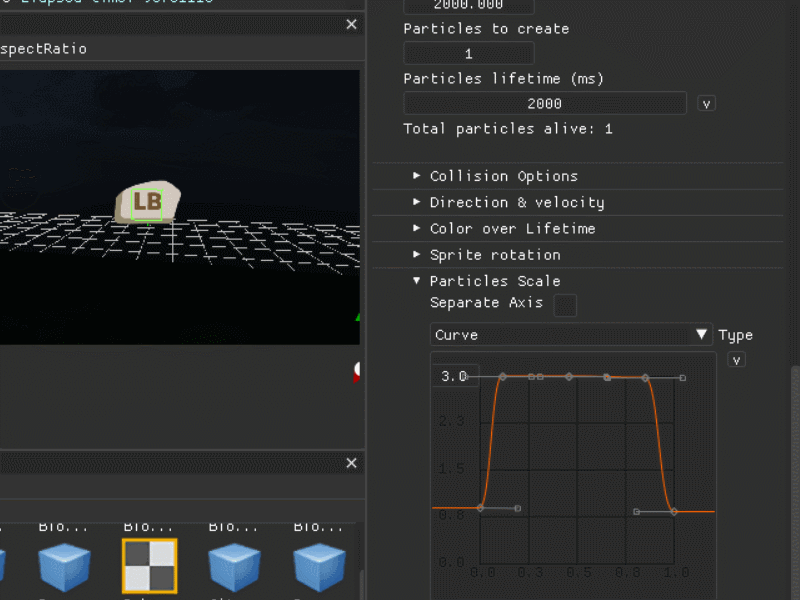 spectRatio
LB
Blo...
Blo...
Blo...
Blo...
2000.000
Particles to create
1
Particles lifetime (ms)
2000
v
Total particles alive: 1
Collision Options
Direction & velocity
Color over Lifetime
Sprite rotation
Particles Scale
Separate Axis
Curve
Type
v
3.0
2.3
1.5
0.8
0.0
0.0 0.3 0.5 0.8 1.0